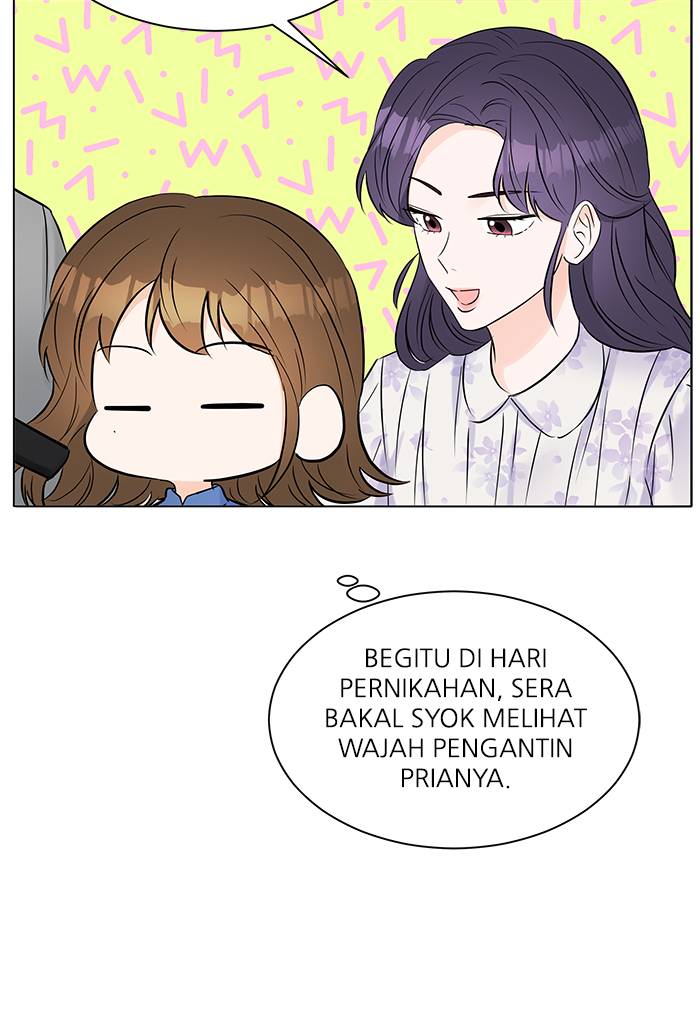 BEGITU DI HARI
PERNIKAHAN, SERA
BAKAL SYOK MELIHAT
WAJAH PENGANTIN
PRIANYA.